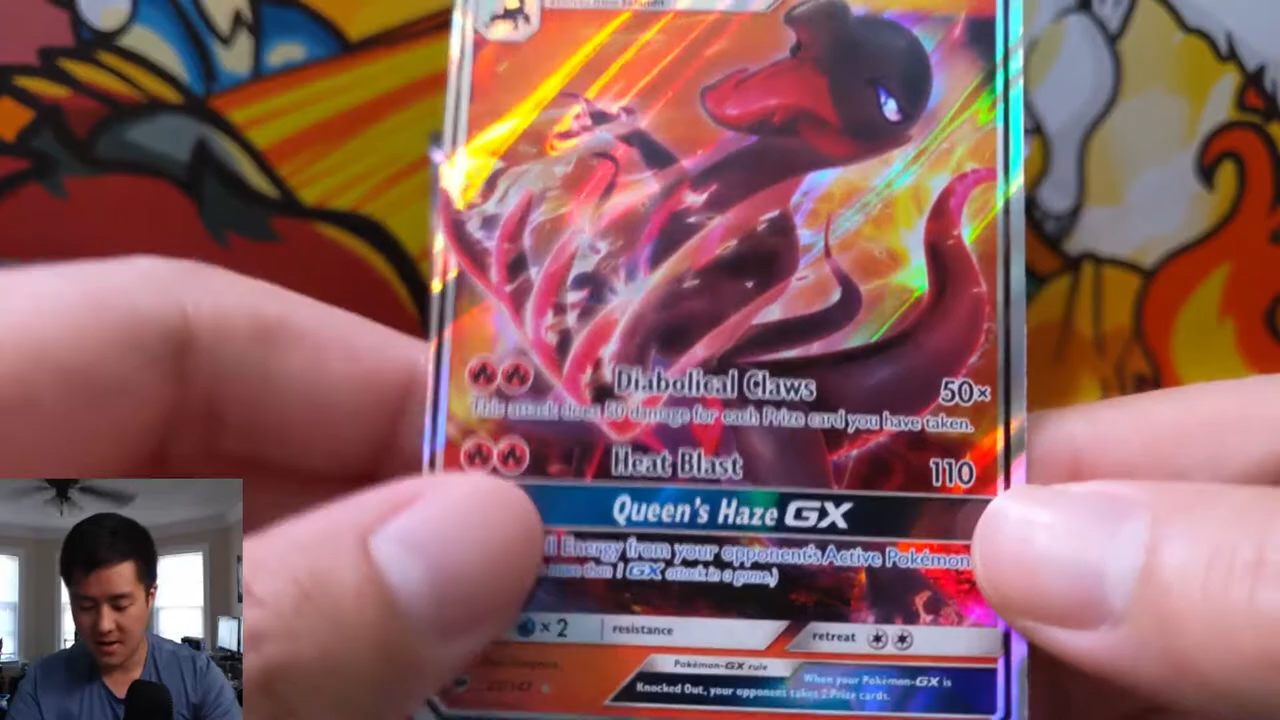 Diabolical Claws 50×
This attack does 50 damage for each Prize card you have taken.
Heat Blast 110
Queen's Haze GX
Energy from your opponent's Active Pokémon
more than 1 GX attack in a game.)
×2 resistance retreat
Pokémon-GX rule
When your Pokémon-GX is
Knocked Out, your opponent takes 2 Prize cards.